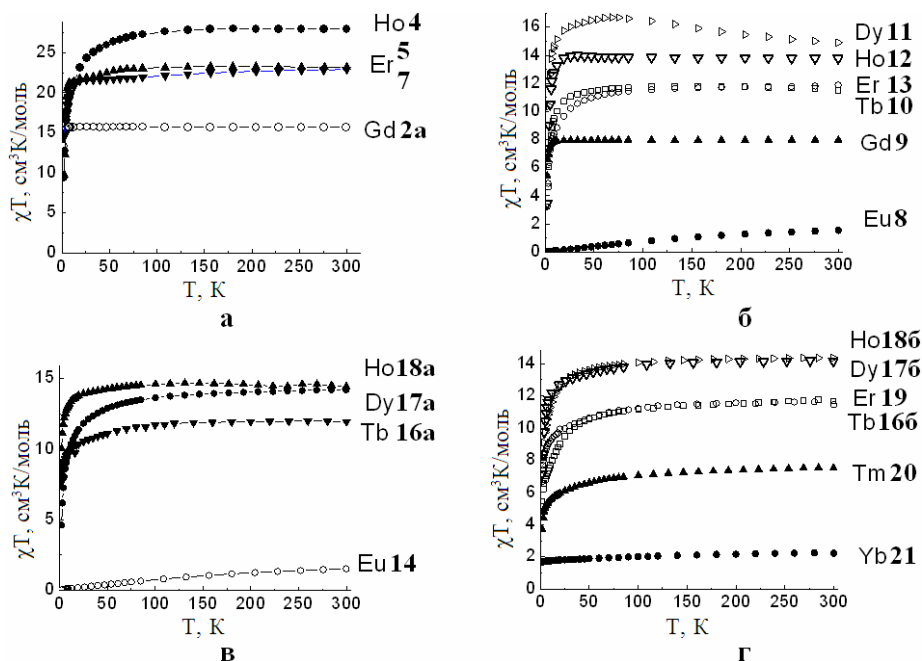 Ho 4
5
Er
7
Gd 2a
χT, см³К/моль
25
20
15
10
5
0
0 50 100 150 200 250 300
T, К
а
Dy 11
Ho 12
Er 13
Tb 10
Gd 9
Eu 8
χT, см³К/моль
16
14
12
10
8
6
4
2
0
0 50 100 150 200 250 300
T, К
б
Ho 18а
Dy 17а
Tb 16а
Eu 14
χT, см³К/моль
15
10
5
0
0 50 100 150 200 250 300
T, К
в
Ho 18б
Dy 17б
Er 19
Tb 16б
Tm 20
Yb 21
χT, см³К/моль
14
12
10
8
6
4
2
0
0 50 100 150 200 250 300
T, К
г